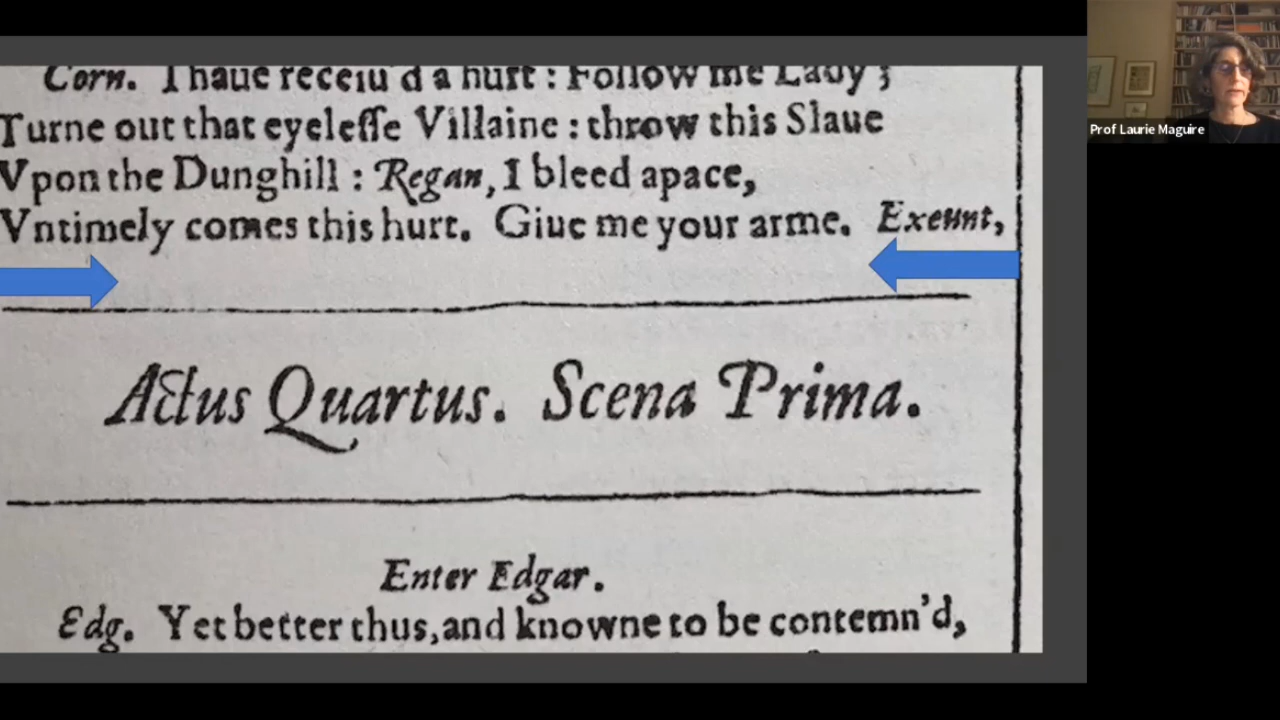 Corn. I haue receiu'd a hurt : Follow me Lady ;
Turne out that eyelesse Villaine : throw this Slaue
Vpon the Dunghill : Regan, I bleed apace,
Vntimely comes this hurt. Giue me your arme. Exeunt,
Actus Quartus. Scena Prima.
Enter Edgar.
Edg. Yet better thus, and knowne to be contemn'd,
Prof Laurie Maguire